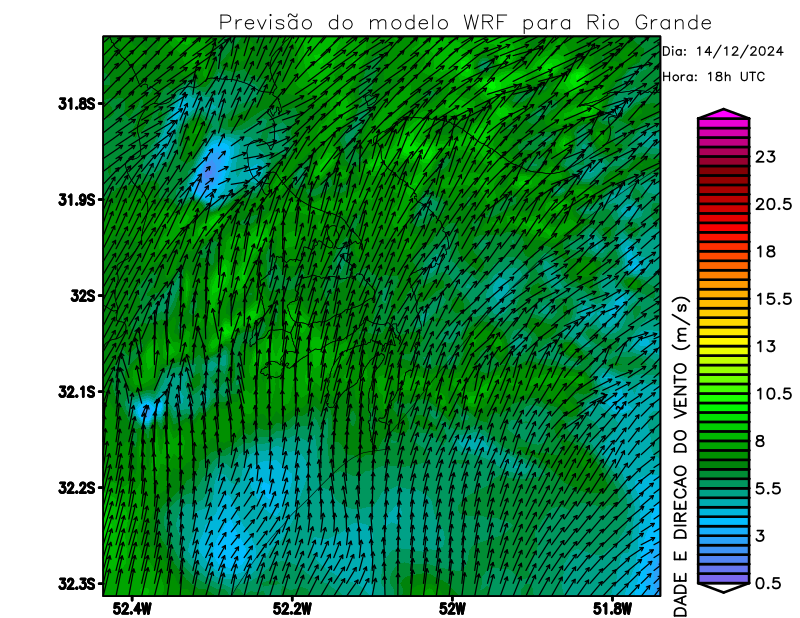 Previsão do modelo WRF para Rio Grande
Dia: 14/12/2024
Hora: 18h UTC
31.8S
31.9S
32S
32.1S
32.2S
32.3S
52.4W
52.2W
52W
51.8W
DADE E DIRECAO DO VENTO (m/s)
23
20.5
18
15.5
13
10.5
8
5.5
3
0.5